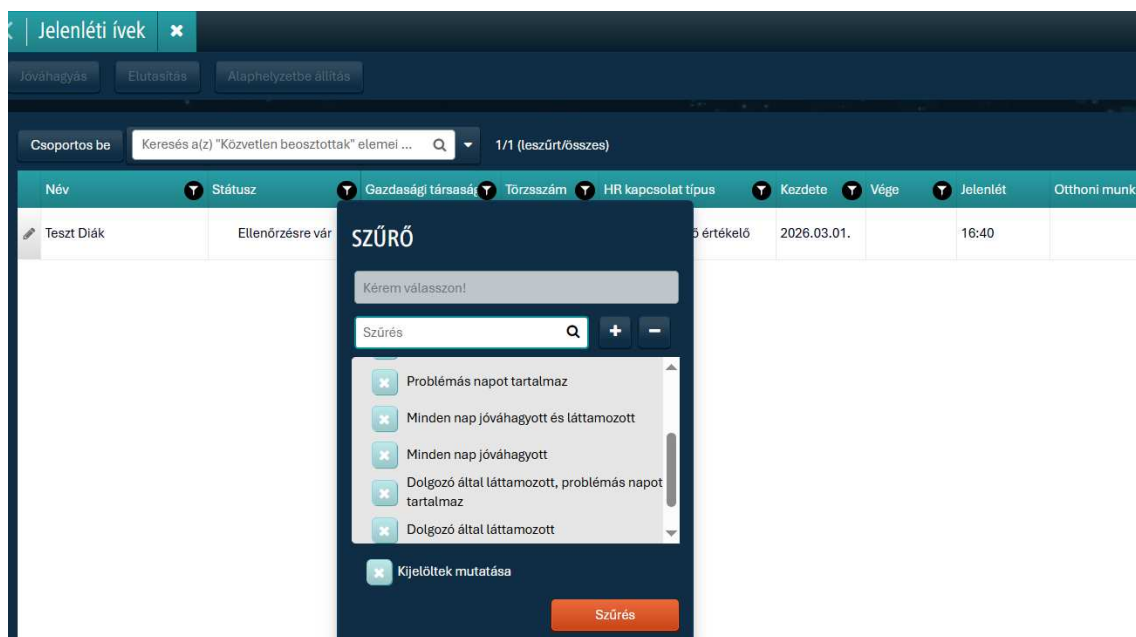 Jelenléti ívek
Jóváhagyás Elutasítás Alaphelyzetbe állítás
Csoportos be Keresés a(z) "Közvetlen beosztottak" elemei ... 1/1 (leszűrt/összes)
Név Státusz Gazdasági társaság Törzsszám HR kapcsolat típus Kezdete Vége Jelenlét Otthoni munk
Teszt Diák Ellenőrzésre vár ő értékelő 2026.03.01. 16:40
SZŰRŐ
Kérem válasszon!
Szűrés
Problémás napot tartalmaz
Minden nap jóváhagyott és láttamozott
Minden nap jóváhagyott
Dolgozó által láttamozott, problémás napot
tartalmaz
Dolgozó által láttamozott
Kijelöltek mutatása
Szűrés